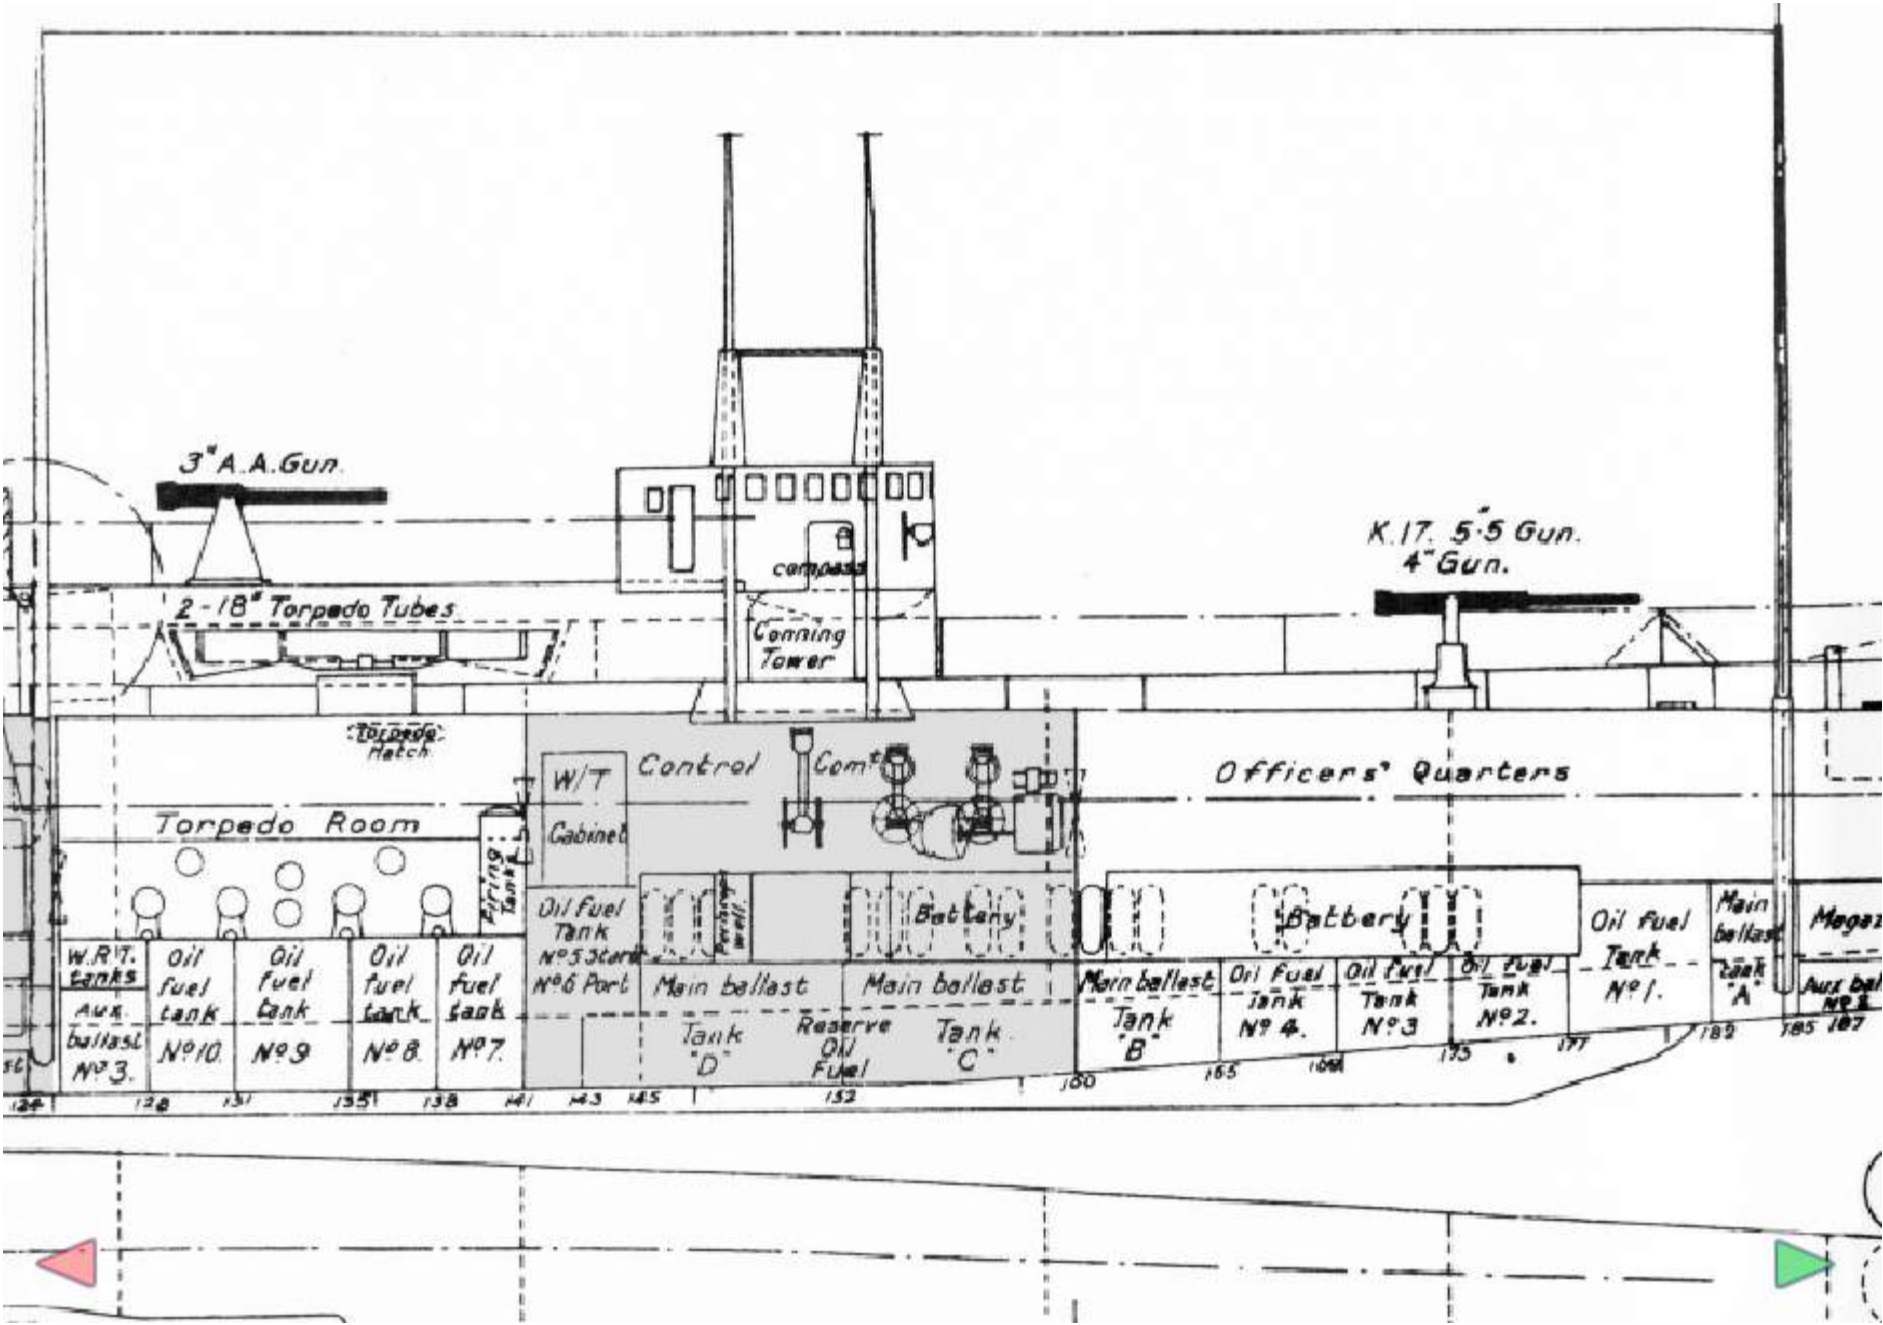 3" A.A. Gun.
K.17. 5"·5 Gun.
4" Gun.
compass
2-18" Torpedo Tubes
Conning
Tower
Torpedo
Hatch
W/T
Cabinet
Control Comt
Officers' Quarters
Torpedo Room
Firing
Tanks
Oil fuel
Tank
Nº5 Starb
Nº6 Port
Battery
Battery
Oil fuel
Tank
Nº1.
Main
ballast
tank
"A"
Magaz
Aux bal
W.R.T.
tanks
Aux.
ballast
Nº3.
Oil
fuel
tank
Nº10.
Oil
fuel
tank
Nº9
Oil
fuel
tank
Nº8.
Oil
fuel
tank
Nº7.
Main ballast
Tank
"D"
Reserve
Oil
Fuel
Main ballast
Tank
"C"
Main ballast
Tank
"B"
Oil Fuel
Tank
Nº4.
Oil Fuel
Tank
Nº3
Oil fuel
Tank
Nº2.
124 128 131 135 138 141 143 145 152 160 165 175 177 182 185 187